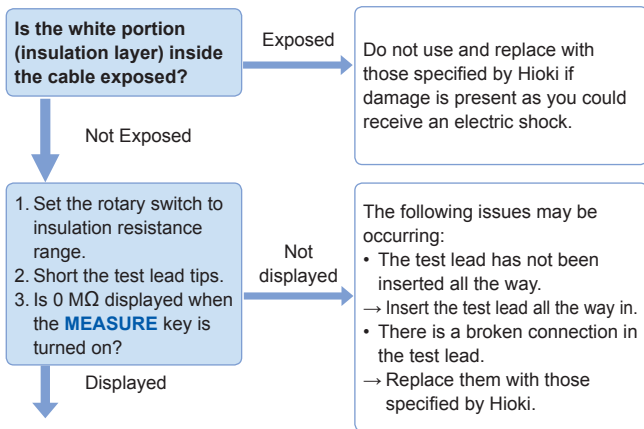 Is the white portion
(insulation layer) inside
the cable exposed?
Exposed
Do not use and replace with
those specified by Hioki if
damage is present as you could
receive an electric shock.
Not Exposed
1. Set the rotary switch to
insulation resistance
range.
2. Short the test lead tips.
3. Is 0 MΩ displayed when
the MEASURE key is
turned on?
Not
displayed
The following issues may be
occurring:
• The test lead has not been
inserted all the way.
→ Insert the test lead all the way in.
• There is a broken connection in
the test lead.
→ Replace them with those
specified by Hioki.
Displayed